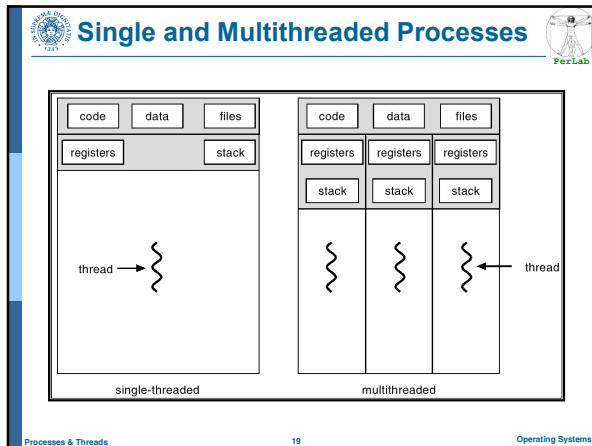 Single and Multithreaded Processes
PerLab
code data files
registers stack
thread
single-threaded
code data files
registers registers registers
stack stack stack
thread
multithreaded
Processes & Threads 19 Operating Systems